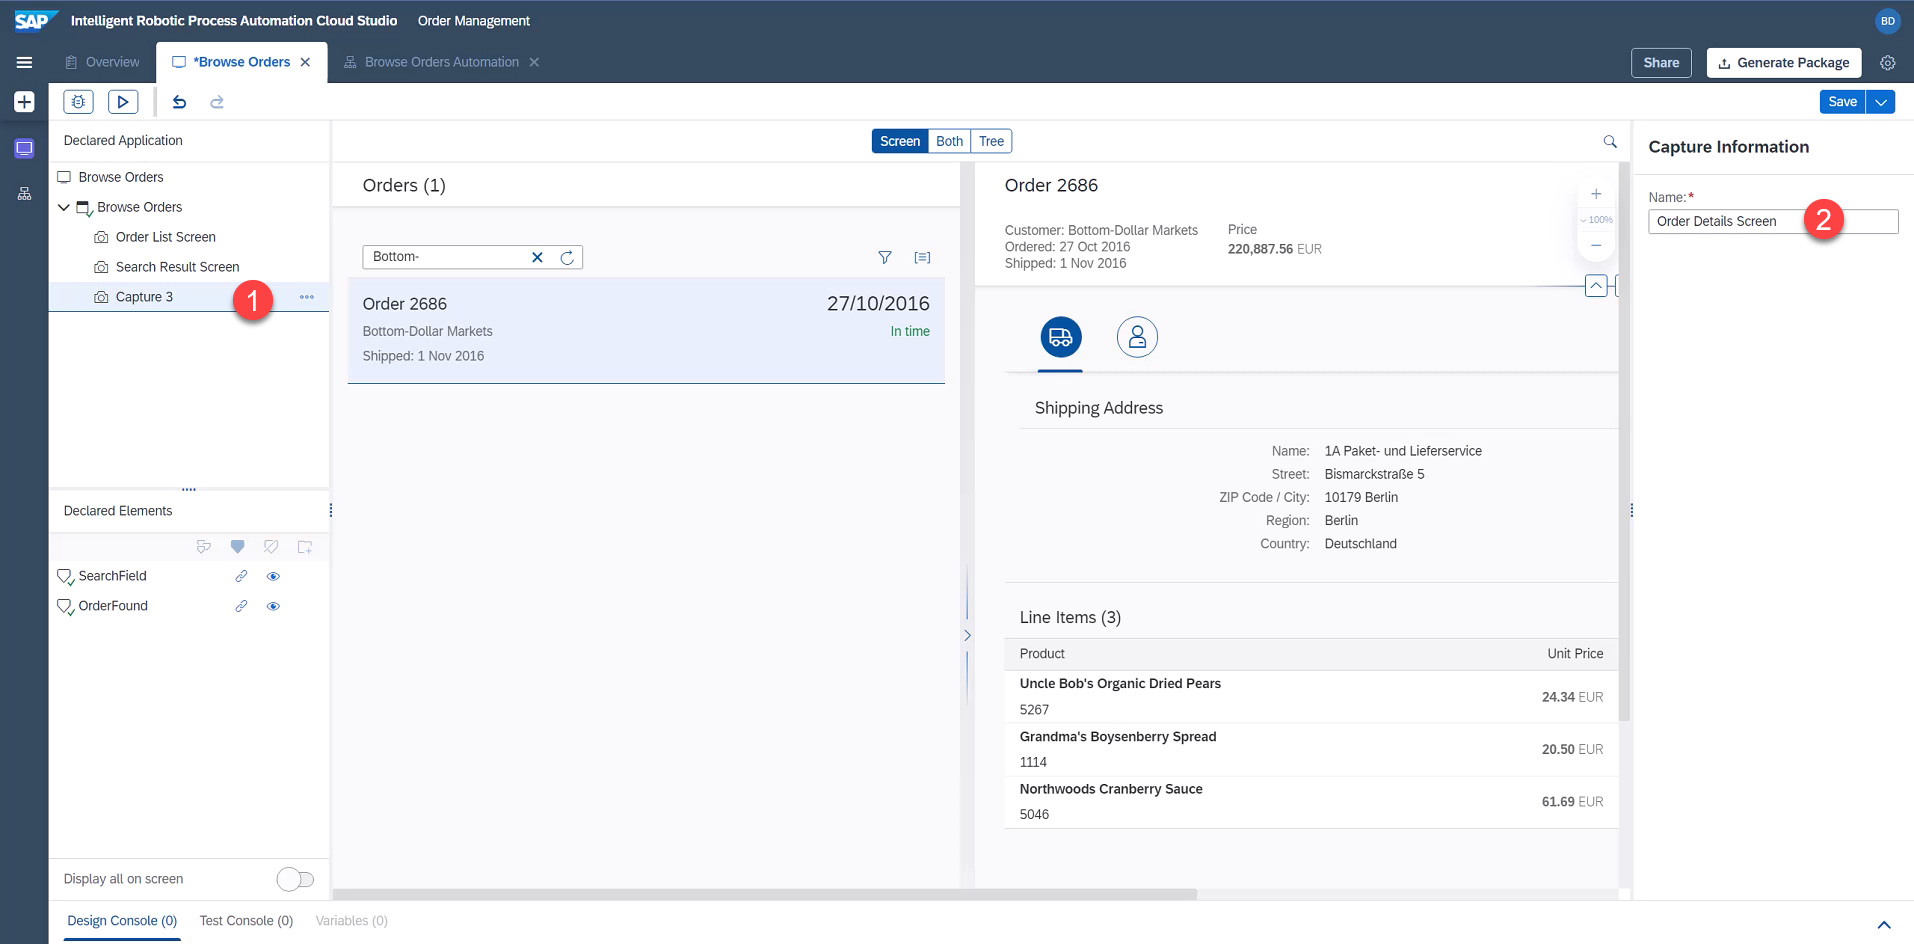 SAP Intelligent Robotic Process Automation Cloud Studio Order Management BD
Overview *Browse Orders Browse Orders Automation Share Generate Package
Save
Declared Application
Browse Orders
Browse Orders
Order List Screen
Search Result Screen
Capture 3 1
Declared Elements
SearchField
OrderFound
Display all on screen
Screen Both Tree
Orders (1)
Bottom-
Order 2686 27/10/2016
Bottom-Dollar Markets In time
Shipped: 1 Nov 2016
Order 2686
Customer: Bottom-Dollar Markets Price
Ordered: 27 Oct 2016 220,887.56 EUR
Shipped: 1 Nov 2016
100%
Shipping Address
Name: 1A Paket- und Lieferservice
Street: Bismarckstraße 5
ZIP Code / City: 10179 Berlin
Region: Berlin
Country: Deutschland
Line Items (3)
Product Unit Price
Uncle Bob's Organic Dried Pears
24.34 EUR
5267
Grandma's Boysenberry Spread
20.50 EUR
1114
Northwoods Cranberry Sauce
61.69 EUR
5046
Capture Information
Name:*
Order Details Screen 2
Design Console (0) Test Console (0) Variables (0)